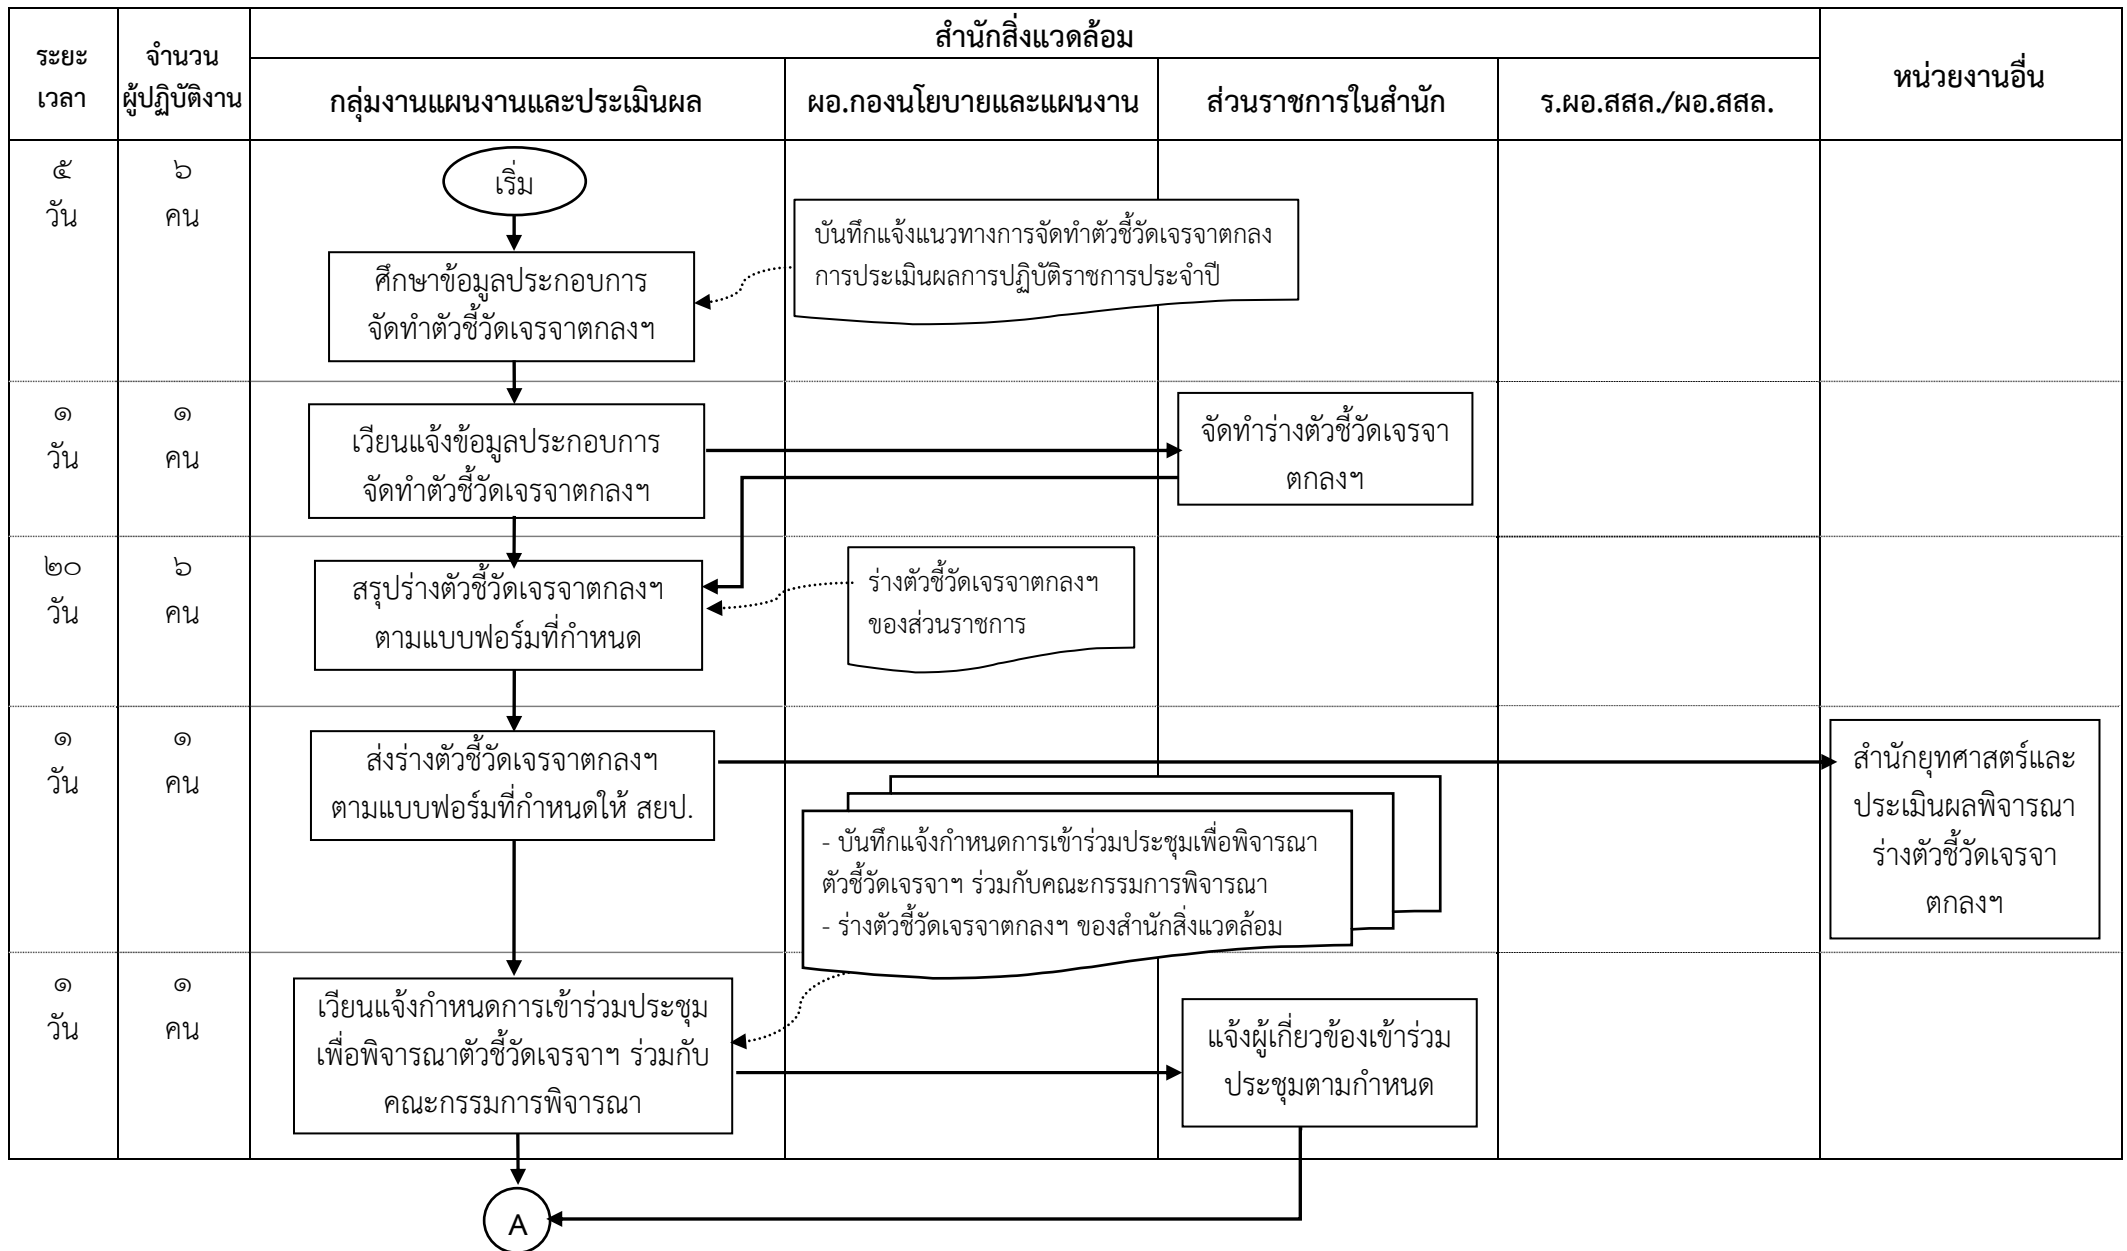 สำนักสิ่งแวดล้อม
ระยะ
เวลา
จำนวน
ผู้ปฏิบัติงาน
กลุ่มงานแผนงานและประเมินผล
ผอ.กองนโยบายและแผนงาน
ส่วนราชการในสำนัก
ร.ผอ.สสล./ผอ.สสล.
หน่วยงานอื่น
๕
วัน
๖
คน
เริ่ม
บันทึกแจ้งแนวทางการจัดทำตัวชี้วัดเจรจาตกลง
การประเมินผลการปฏิบัติราชการประจำปี
ศึกษาข้อมูลประกอบการ
จัดทำตัวชี้วัดเจรจาตกลงฯ
๑
วัน
๑
คน
เวียนแจ้งข้อมูลประกอบการ
จัดทำตัวชี้วัดเจรจาตกลงฯ
จัดทำร่างตัวชี้วัดเจรจา
ตกลงฯ
๒๐
วัน
๖
คน
สรุปร่างตัวชี้วัดเจรจาตกลงฯ
ตามแบบฟอร์มที่กำหนด
ร่างตัวชี้วัดเจรจาตกลงฯ
ของส่วนราชการ
๑
วัน
๑
คน
ส่งร่างตัวชี้วัดเจรจาตกลงฯ
ตามแบบฟอร์มที่กำหนดให้ สยป.
สำนักยุทศาสตร์และ
ประเมินผลพิจารณา
ร่างตัวชี้วัดเจรจา
ตกลงฯ
- บันทึกแจ้งกำหนดการเข้าร่วมประชุมเพื่อพิจารณา
ตัวชี้วัดเจรจาฯ ร่วมกับคณะกรรมการพิจารณา
- ร่างตัวชี้วัดเจรจาตกลงฯ ของสำนักสิ่งแวดล้อม
๑
วัน
๑
คน
เวียนแจ้งกำหนดการเข้าร่วมประชุม
เพื่อพิจารณาตัวชี้วัดเจรจาฯ ร่วมกับ
คณะกรรมการพิจารณา
แจ้งผู้เกี่ยวข้องเข้าร่วม
ประชุมตามกำหนด
A